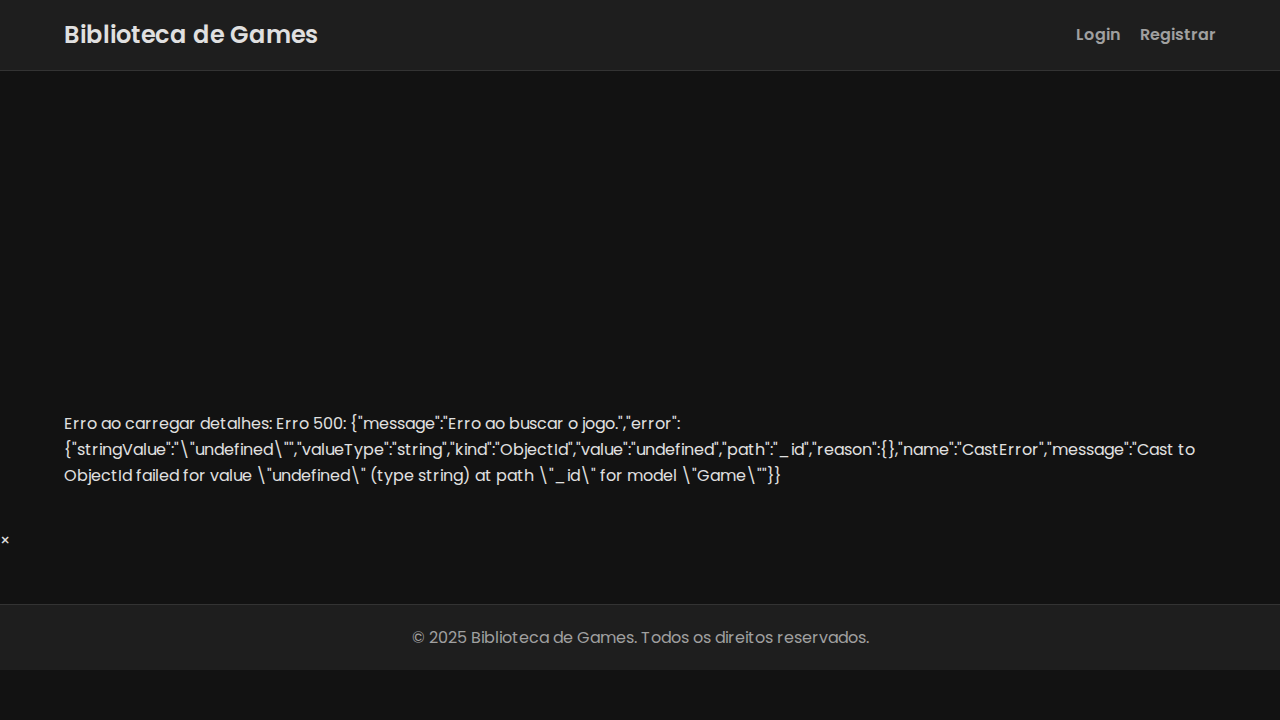 Biblioteca de Games
Login
Registrar
Erro ao carregar detalhes: Erro 500: {"message":"Erro ao buscar o jogo.","error":
{"stringValue":"\"undefined\"","valueType":"string","kind":"ObjectId","value":"undefined","path":"_id","reason":{},"name":"CastError","message":"Cast to
ObjectId failed for value \"undefined\" (type string) at path \"_id\" for model \"Game\""}}
×
© 2025 Biblioteca de Games. Todos os direitos reservados.